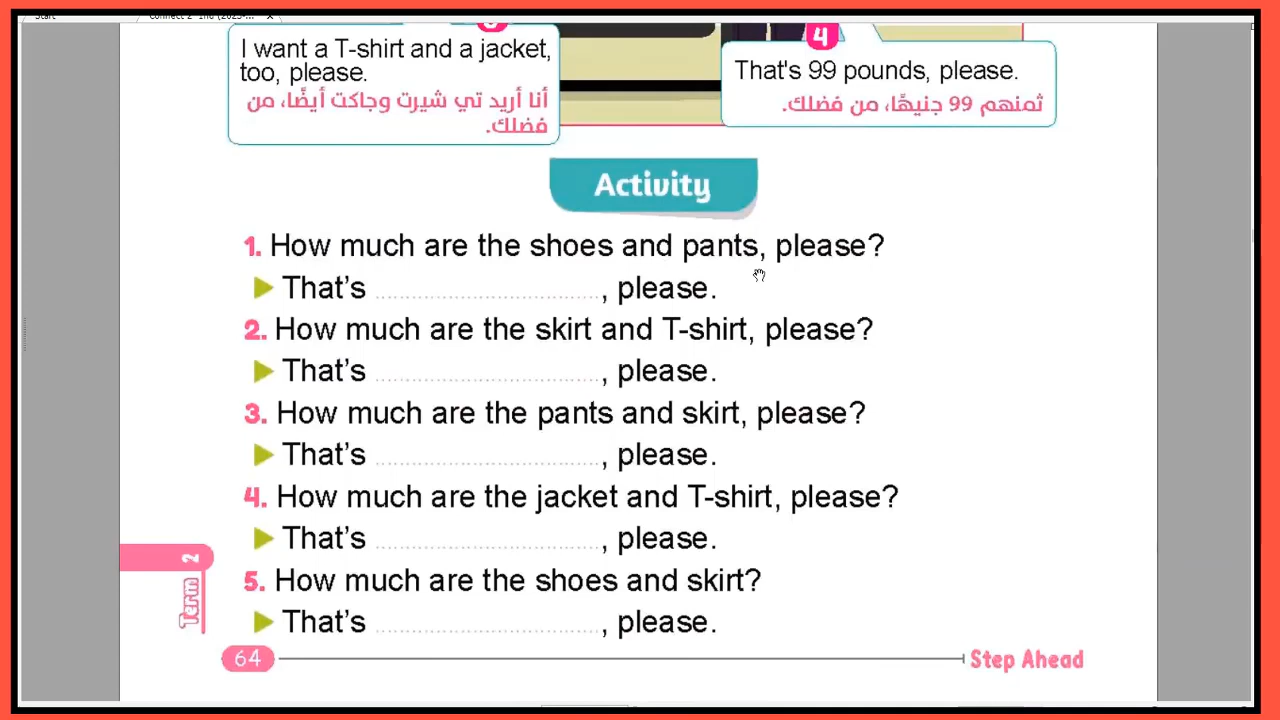 Start
I want a T-shirt and a jacket,
too, please.
أنا أريد تي شيرت وجاكت أيضًا، من
فضلك.
4
That's 99 pounds, please.
ثمنهم 99 جنيهًا، من فضلك.
Activity
1. How much are the shoes and pants, please?
That's .............................. , please.
2. How much are the skirt and T-shirt, please?
That's .............................. , please.
3. How much are the pants and skirt, please?
That's .............................. , please.
4. How much are the jacket and T-shirt, please?
That's .............................. , please.
5. How much are the shoes and skirt?
That's .............................. , please.
Term 2
64
Step Ahead